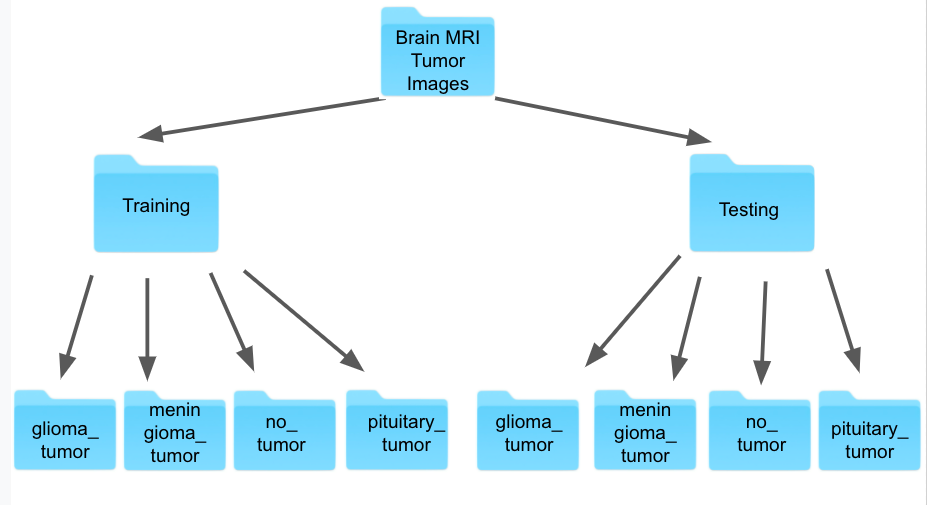 Brain MRI
Tumor
Images
Training
Testing
glioma_
tumor
menin
gioma_
tumor
no_
tumor
pituitary_
tumor
glioma_
tumor
menin
gioma_
tumor
no_
tumor
pituitary_
tumor